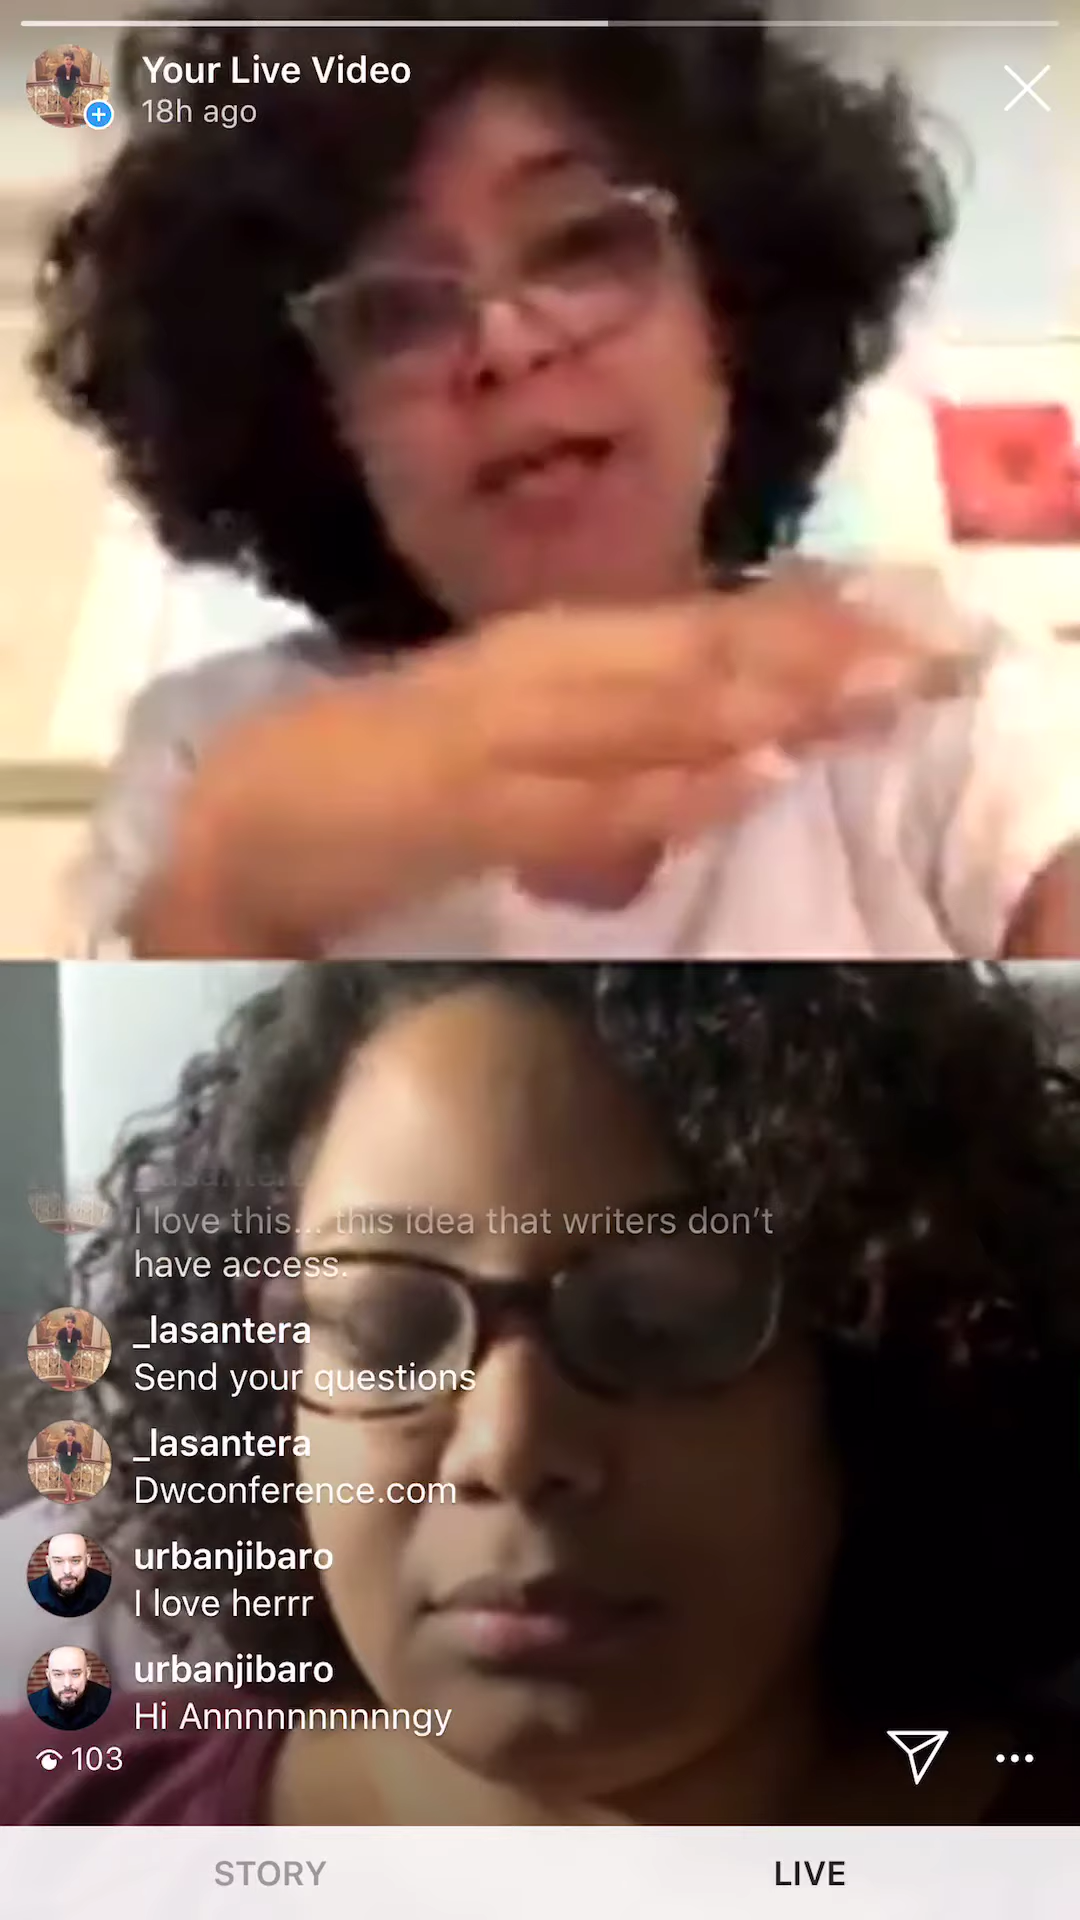 Your Live Video
18h ago
I love this... this idea that writers don't
have access.
_lasantera
Send your questions
_lasantera
Dwconference.com
urbanjibaro
I love herrr
urbanjibaro
Hi Annnnnnnnnngy
103
STORY
LIVE